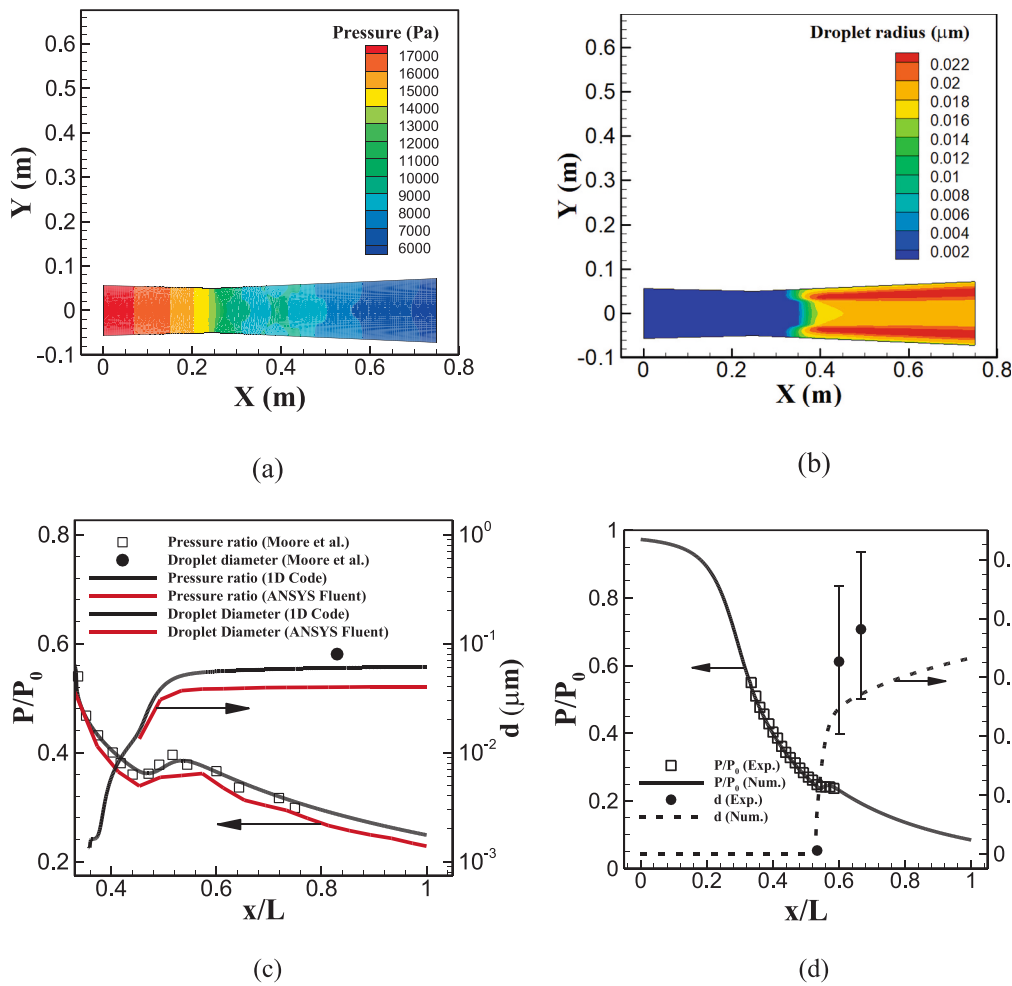 Pressure (Pa)
17000
16000
15000
14000
13000
12000
11000
10000
9000
8000
7000
6000
0.6
0.5
0.4
0.3
0.2
0.1
0
-0.1
Y (m)
0 0.2 0.4 0.6 0.8
X (m)
(a)
Droplet radius (μm)
0.022
0.02
0.018
0.016
0.014
0.012
0.01
0.008
0.006
0.004
0.002
0.6
0.5
0.4
0.3
0.2
0.1
0
-0.1
Y (m)
0 0.2 0.4 0.6 0.8
X (m)
(b)
Pressure ratio (Moore et al.)
Droplet diameter (Moore et al.)
Pressure ratio (1D Code)
Pressure ratio (ANSYS Fluent)
Droplet Diameter (1D Code)
Droplet Diameter (ANSYS Fluent)
0.8
0.6
0.4
0.2
P/P0
10^0
10^-1
10^-2
10^-3
d (μm)
0.4 0.6 0.8 1
x/L
(c)
1
0.8
0.6
0.4
0.2
0
P/P0
P/P0 (Exp.)
P/P0 (Num.)
d (Exp.)
d (Num.)
0.
0.
0.
0.
0.
0
0 0.2 0.4 0.6 0.8 1
x/L
(d)